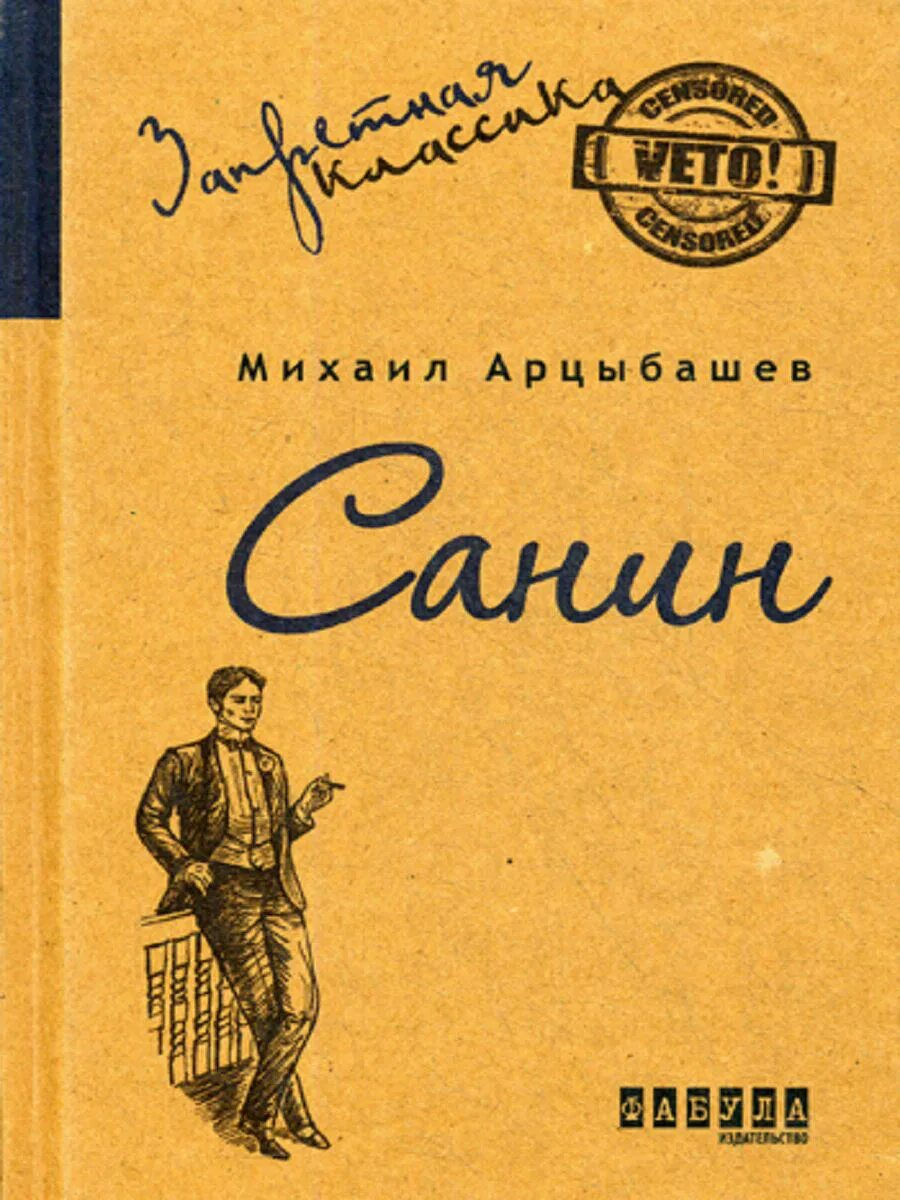 Запретная
классика
CENSORED
VETO!
CENSORED
Михаил Арцыбашев
Санин
ФАБУЛА
ИЗДАТЕЛЬСТВО